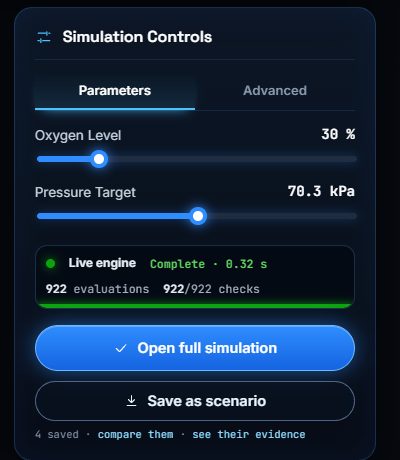 Simulation Controls
Parameters Advanced
Oxygen Level 30 %
Pressure Target 70.3 kPa
Live engine Complete · 0.32 s
922 evaluations 922/922 checks
Open full simulation
Save as scenario
4 saved · compare them · see their evidence